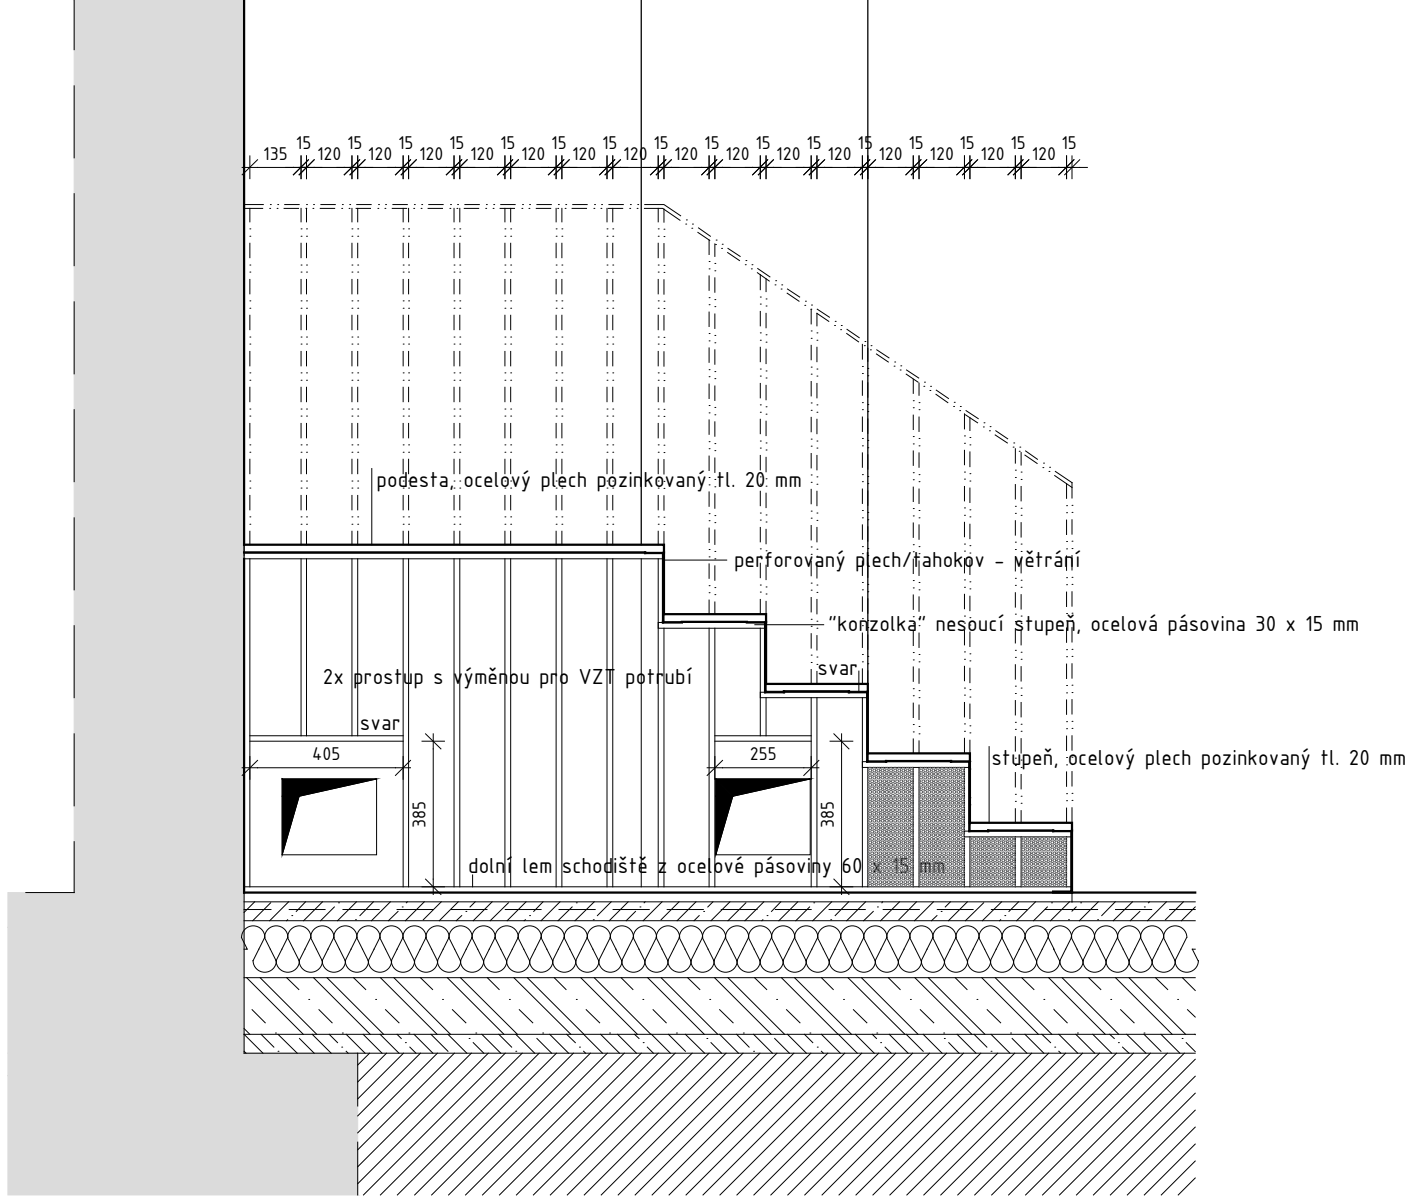 15 15 15 15 15 15 15 15 15 15 15 15 15 15 15 15
135 120 120 120 120 120 120 120 120 120 120 120 120 120 120 120
podesta, ocelový plech pozinkovaný tl. 20 mm
perforovaný plech/tahokov - větrání
“konzolka“ nesoucí stupeň, ocelová pásovina 30 x 15 mm
svar
2x prostup s výměnou pro VZT potrubí
svar
405
255
stupeň, ocelový plech pozinkovaný tl. 20 mm
385
385
dolní lem schodiště z ocelové pásoviny 60 x 15 mm